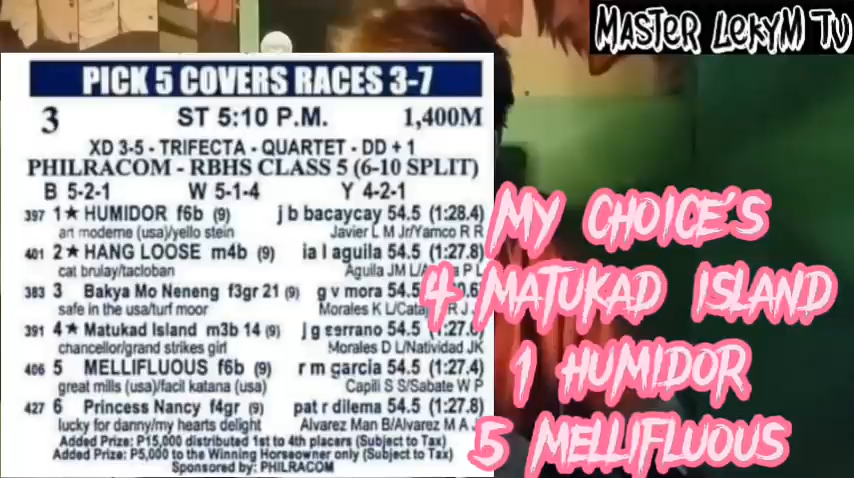 MASTER LEKYM TV
PICK 5 COVERS RACES 3-7
3 ST 5:10 P.M. 1,400M
XD 3-5 - TRIFECTA - QUARTET - DD + 1
PHILRACOM - RBHS CLASS 5 (6-10 SPLIT)
B 5-2-1 W 5-1-4 Y 4-2-1
397 1★ HUMIDOR f6b (9) j b bacaycay 54.5 (1:28.4)
art moderne (usa)/yello stein Javier L M Jr/Yamco R R
401 2★ HANG LOOSE m4b (9) ia l aguila 54.5 (1:27.8)
cat brulay/tacloban Aguila JM L/ P L
383 3 Bakya Mo Neneng f3gr 21 (9) g v mora 54.5
safe in the usa/turf moor Morales K L/ R J
391 4★ Matukad Island m3b 14 (9) j g serrano 54.5
chancellor/grand strikes girl Morales D L/Natividad JK
406 5 MELLIFLUOUS f6b (9) r m garcia 54.5 (1:27.4)
great mills (usa)/facil katana (usa) Capili S S/Sabate W P
427 6 Princess Nancy f4gr (9) pat r dilema 54.5 (1:27.8)
lucky for danny/my hearts delight Alvarez Man B/Alvarez M A
Added Prize: P15,000 distributed 1st to 4th placers (Subject to Tax)
Added Prize: P5,000 to the Winning Horseowner only (Subject to Tax)
Sponsored by: PHILRACOM
MY CHOICE'S
4 MATUKAD ISLAND
1 HUMIDOR
5 MELLIFLUOUS